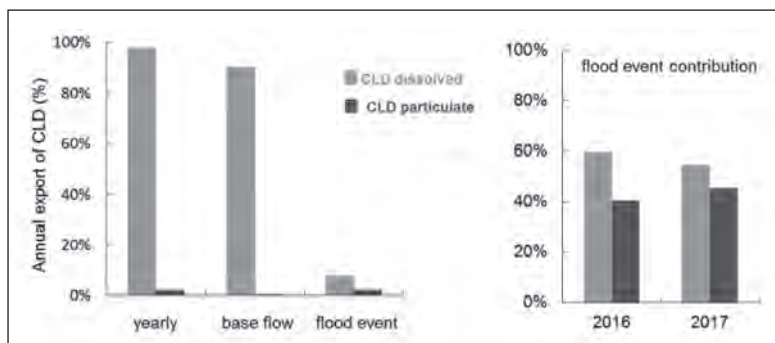 Annual export of CLD (%)
100%
80%
60%
40%
20%
0%
yearly base flow flood event
CLD dissolved
CLD particulate
flood event contribution
100%
80%
60%
40%
20%
0%
2016 2017